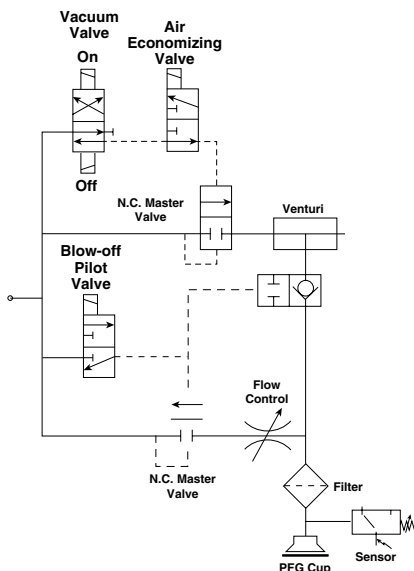 Vacuum
Valve
On
Air
Economizing
Valve
Off
N.C. Master
Valve
Venturi
Blow-off
Pilot
Valve
Flow
Control
N.C. Master
Valve
Filter
Sensor
PFG Cup